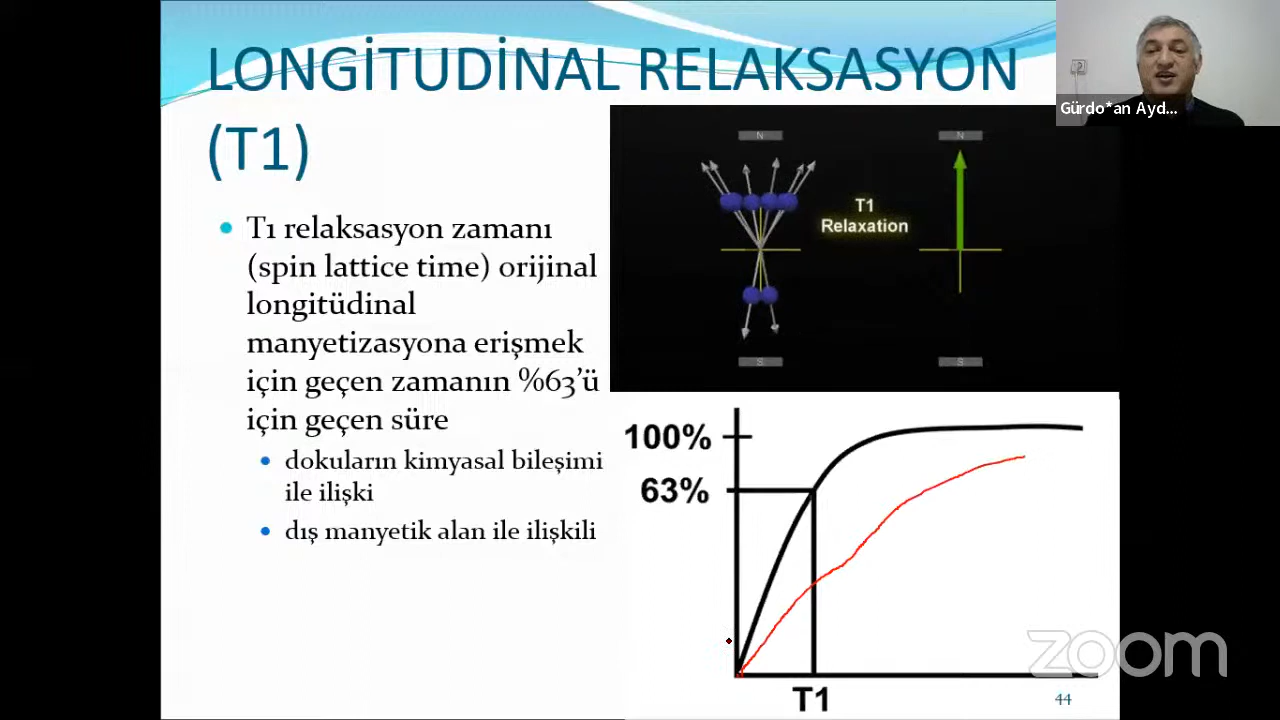 LONGİTUDİNAL RELAKSASYON
(T1)
Gürdo*an Ayd...
T1 relaksasyon zamanı
(spin lattice time) orijinal
longitüdinal
manyetizasyona erişmek
için geçen zamanın %63’ü
için geçen süre
dokuların kimyasal bileşimi
ile ilişki
dış manyetik alan ile ilişkili
N
N
T1
Relaxation
S
S
100%
63%
T1
zoom
44